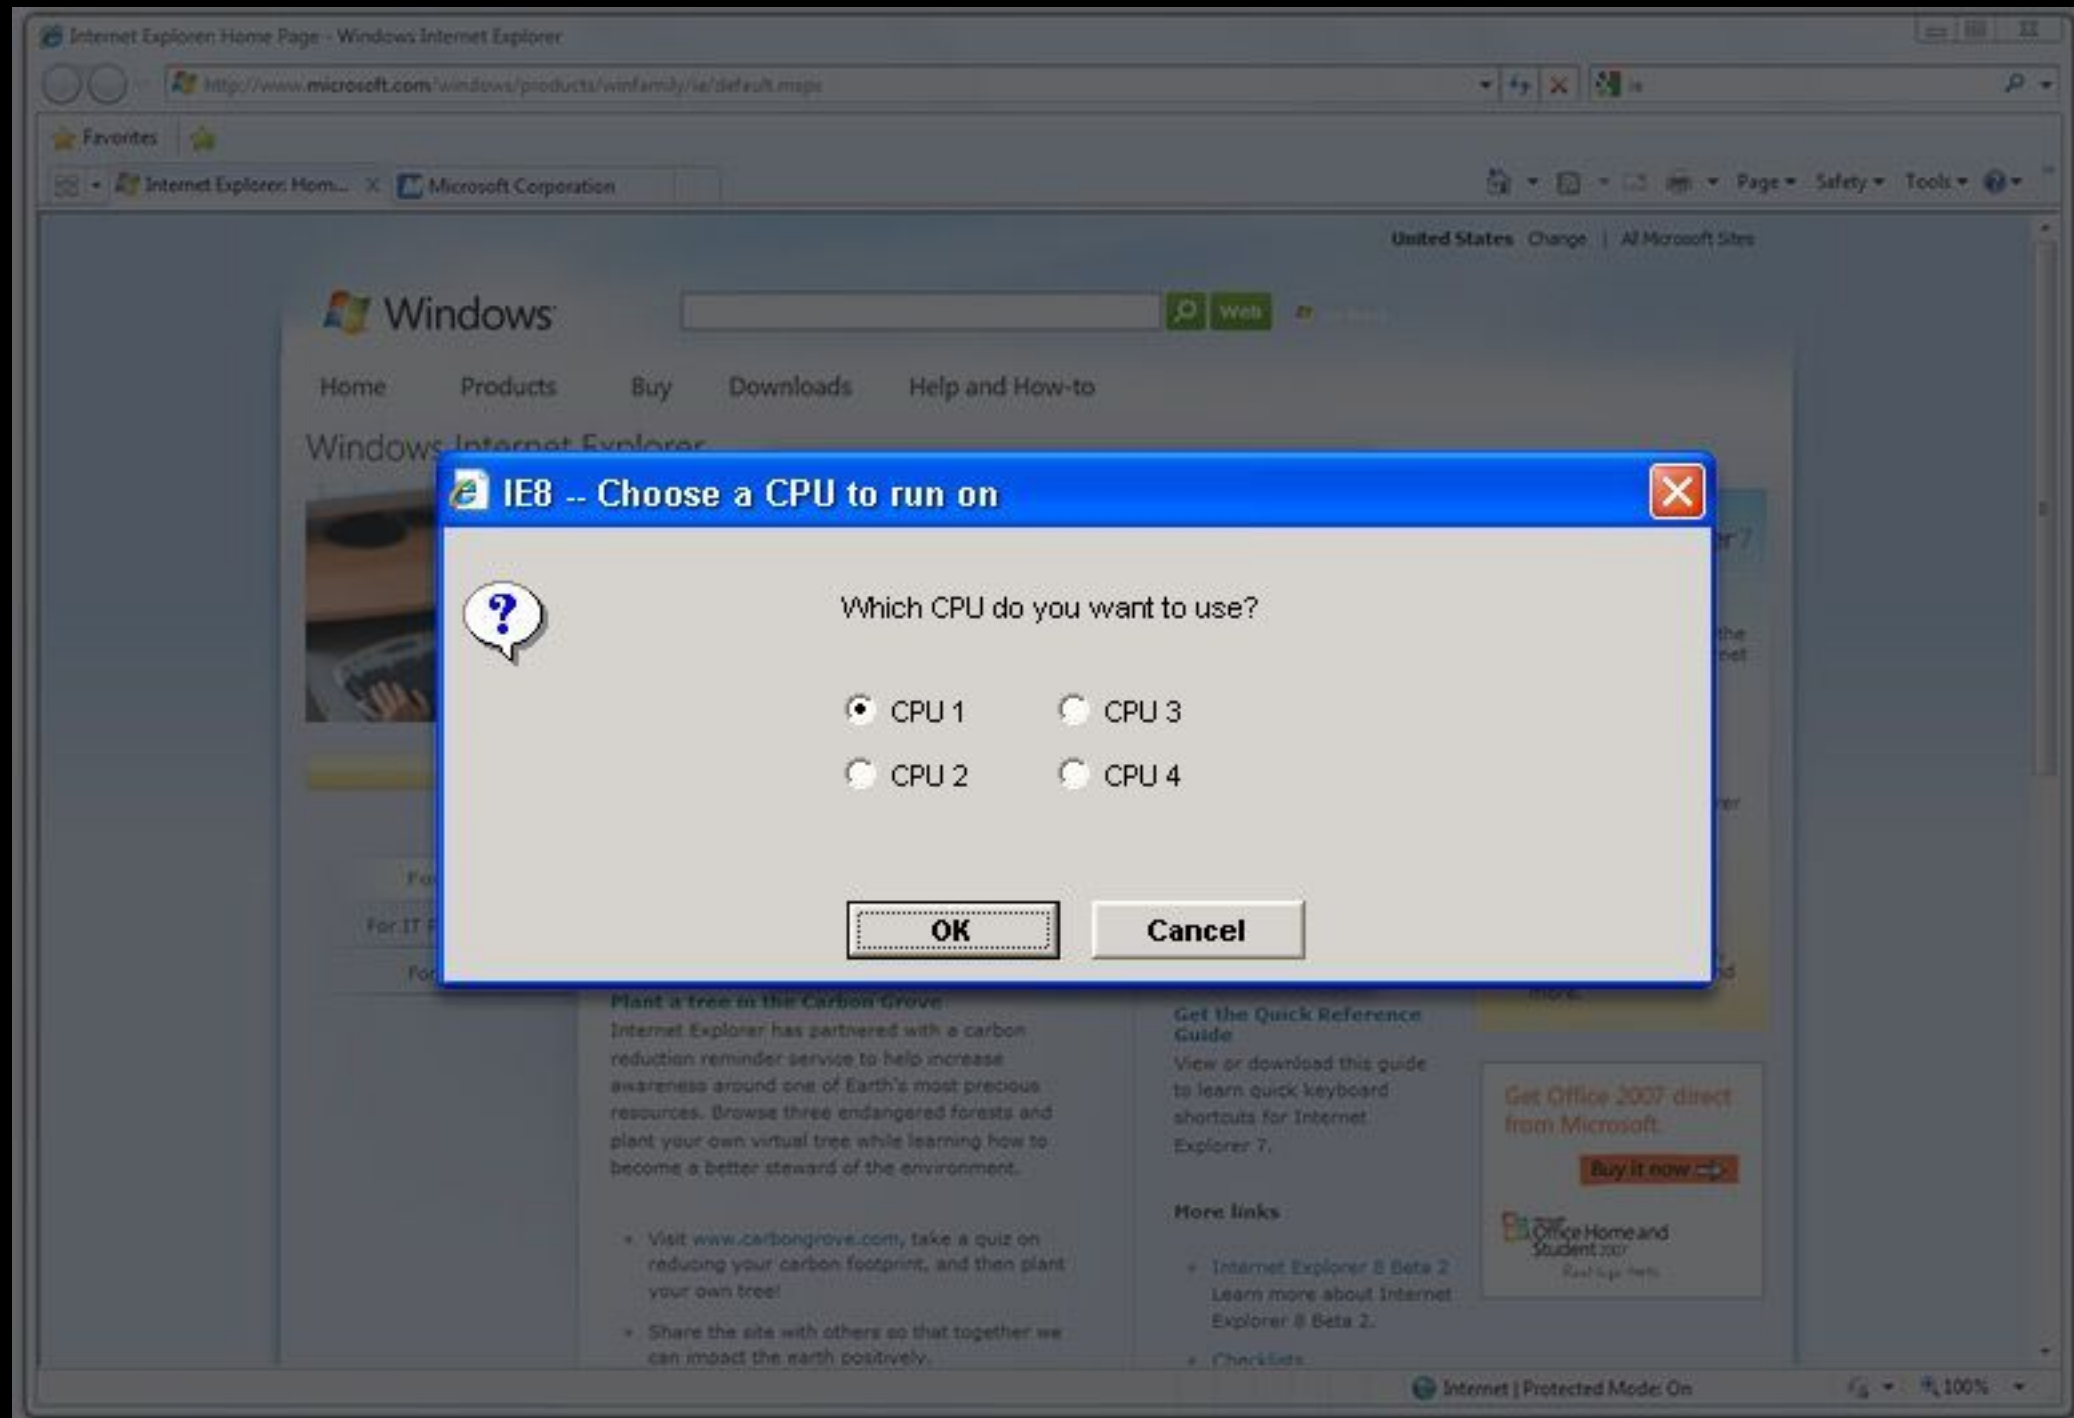 Internet Explorer: Home Page - Windows Internet Explorer
http://www.microsoft.com/windows/products/winfamily/ie/default.mspx
ie
Favorites
Internet Explorer: Hom... X Microsoft Corporation
Page Safety Tools
United States Change | All Microsoft Sites
Windows
Web
Home Products Buy Downloads Help and How-to
Windows Internet Explorer
IE8 -- Choose a CPU to run on
Which CPU do you want to use?
CPU 1 CPU 3
CPU 2 CPU 4
OK Cancel
For IT
For
Plant a tree in the Carbon Grove
Internet Explorer has partnered with a carbon
reduction reminder service to help increase
awareness around one of Earth's most precious
resources. Browse three endangered forests and
plant your own virtual tree while learning how to
become a better steward of the environment.
Visit www.carbongrove.com, take a quiz on
reducing your carbon footprint, and then plant
your own tree!
Share the site with others so that together we
can impact the earth positively.
Get the Quick Reference
Guide
View or download this guide
to learn quick keyboard
shortcuts for Internet
Explorer 7.
More links
Internet Explorer 8 Beta 2
Learn more about Internet
Explorer 8 Beta 2.
Checklists
more.
Get Office 2007 direct
from Microsoft
Buy it now
Office Home and
Student 2007
Internet | Protected Mode: On 100%